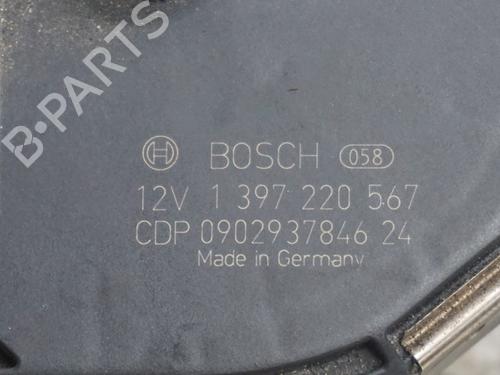 B-PARTS
BOSCH 058
12V 1 397 220 567
CDP 0902937846 24
Made in Germany